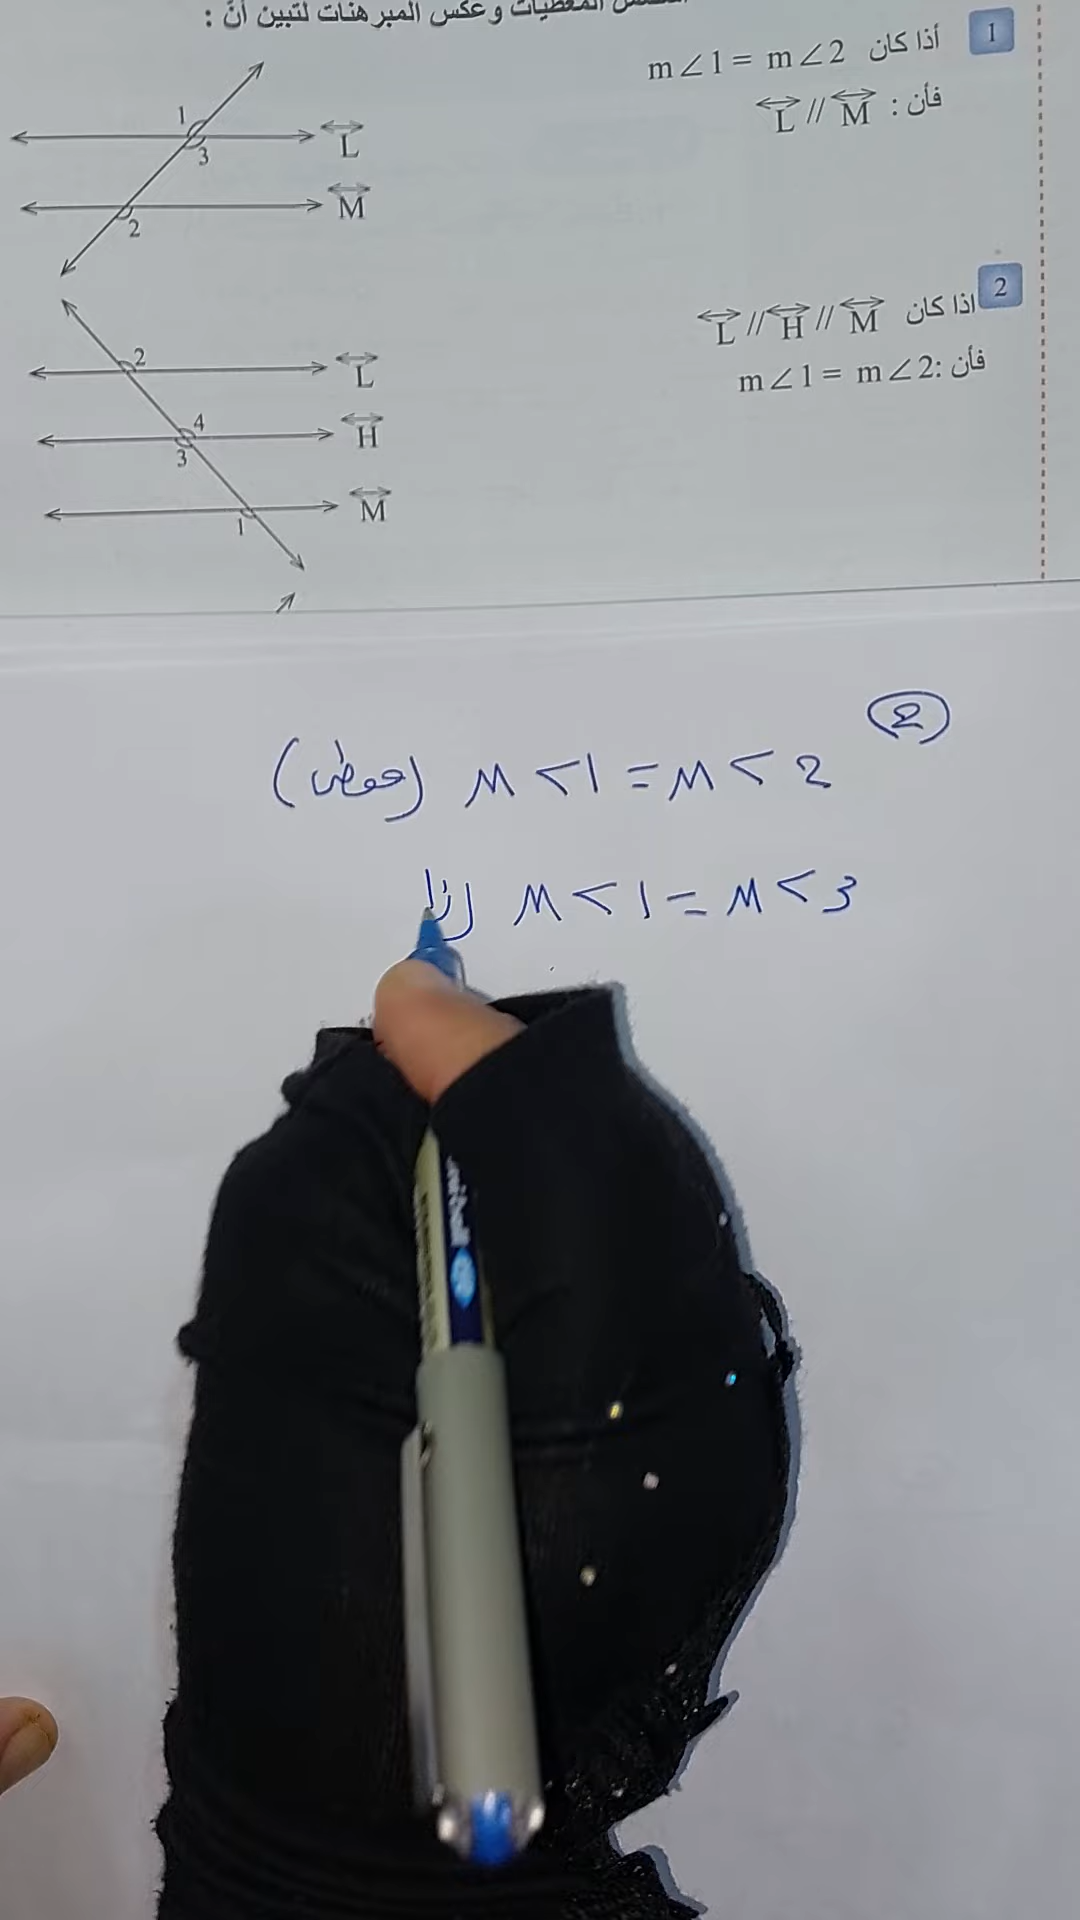 المعطيات وعكس المبرهنات لتبين أنّ :
1
أذا كان m∠1 = m∠2
فأن : L // M
1
3
L
M
2
2
اذا كان L // H // M
فأن :m∠1 = m∠2
2
L
4
H
3
M
1
2
M < 1 = M < 2
M < 1 = M < 3